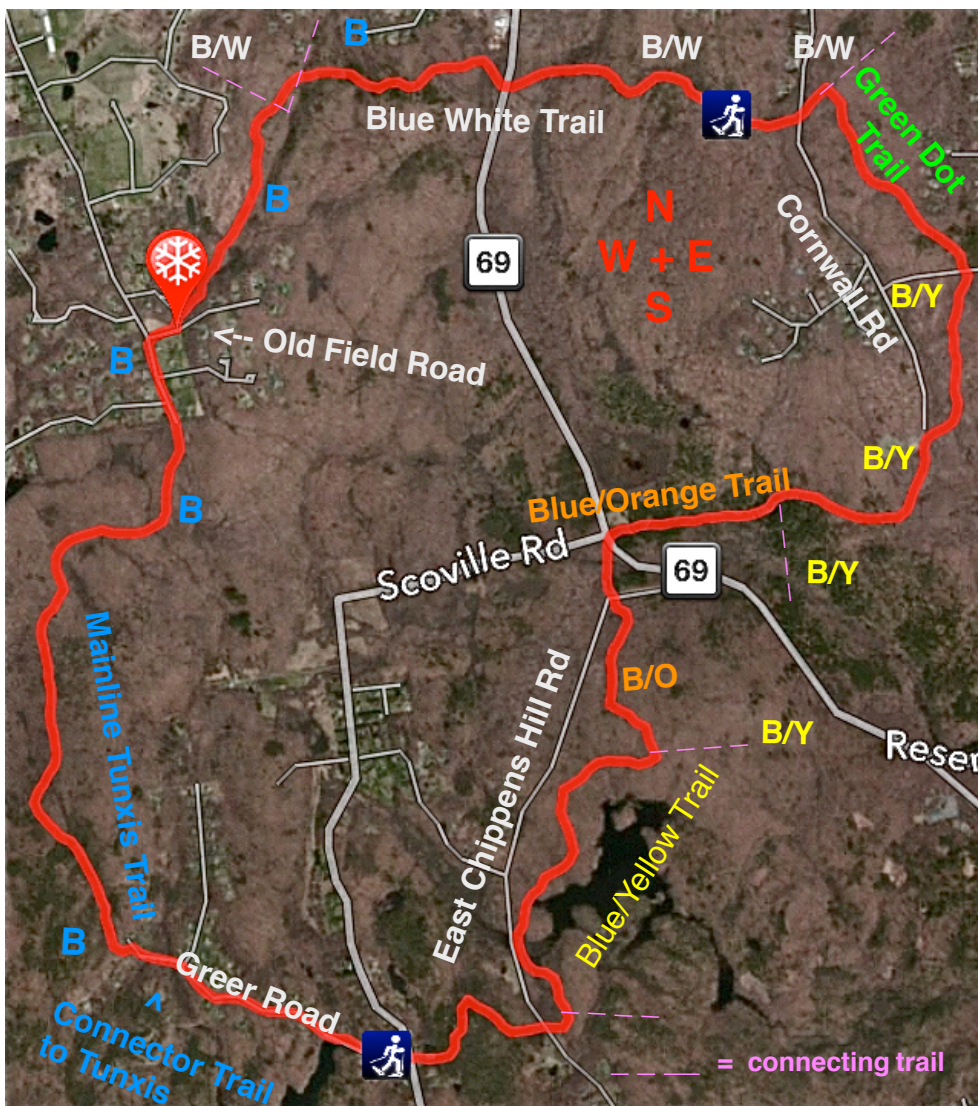 B
B/W
B/W
B/W
Blue White Trail
Green Dot
Trail
B
N
W + E
S
69
Cornwall Rd
B/Y
<-- Old Field Road
B
B/Y
Blue/Orange Trail
B
Scoville Rd
69
B/Y
Mainline Tunxis Trail
B/O
East Chippens Hill Rd
B/Y
Reser
Blue/Yellow Trail
B
Greer Road
^
Connector Trail
to Tunxis
= connecting trail